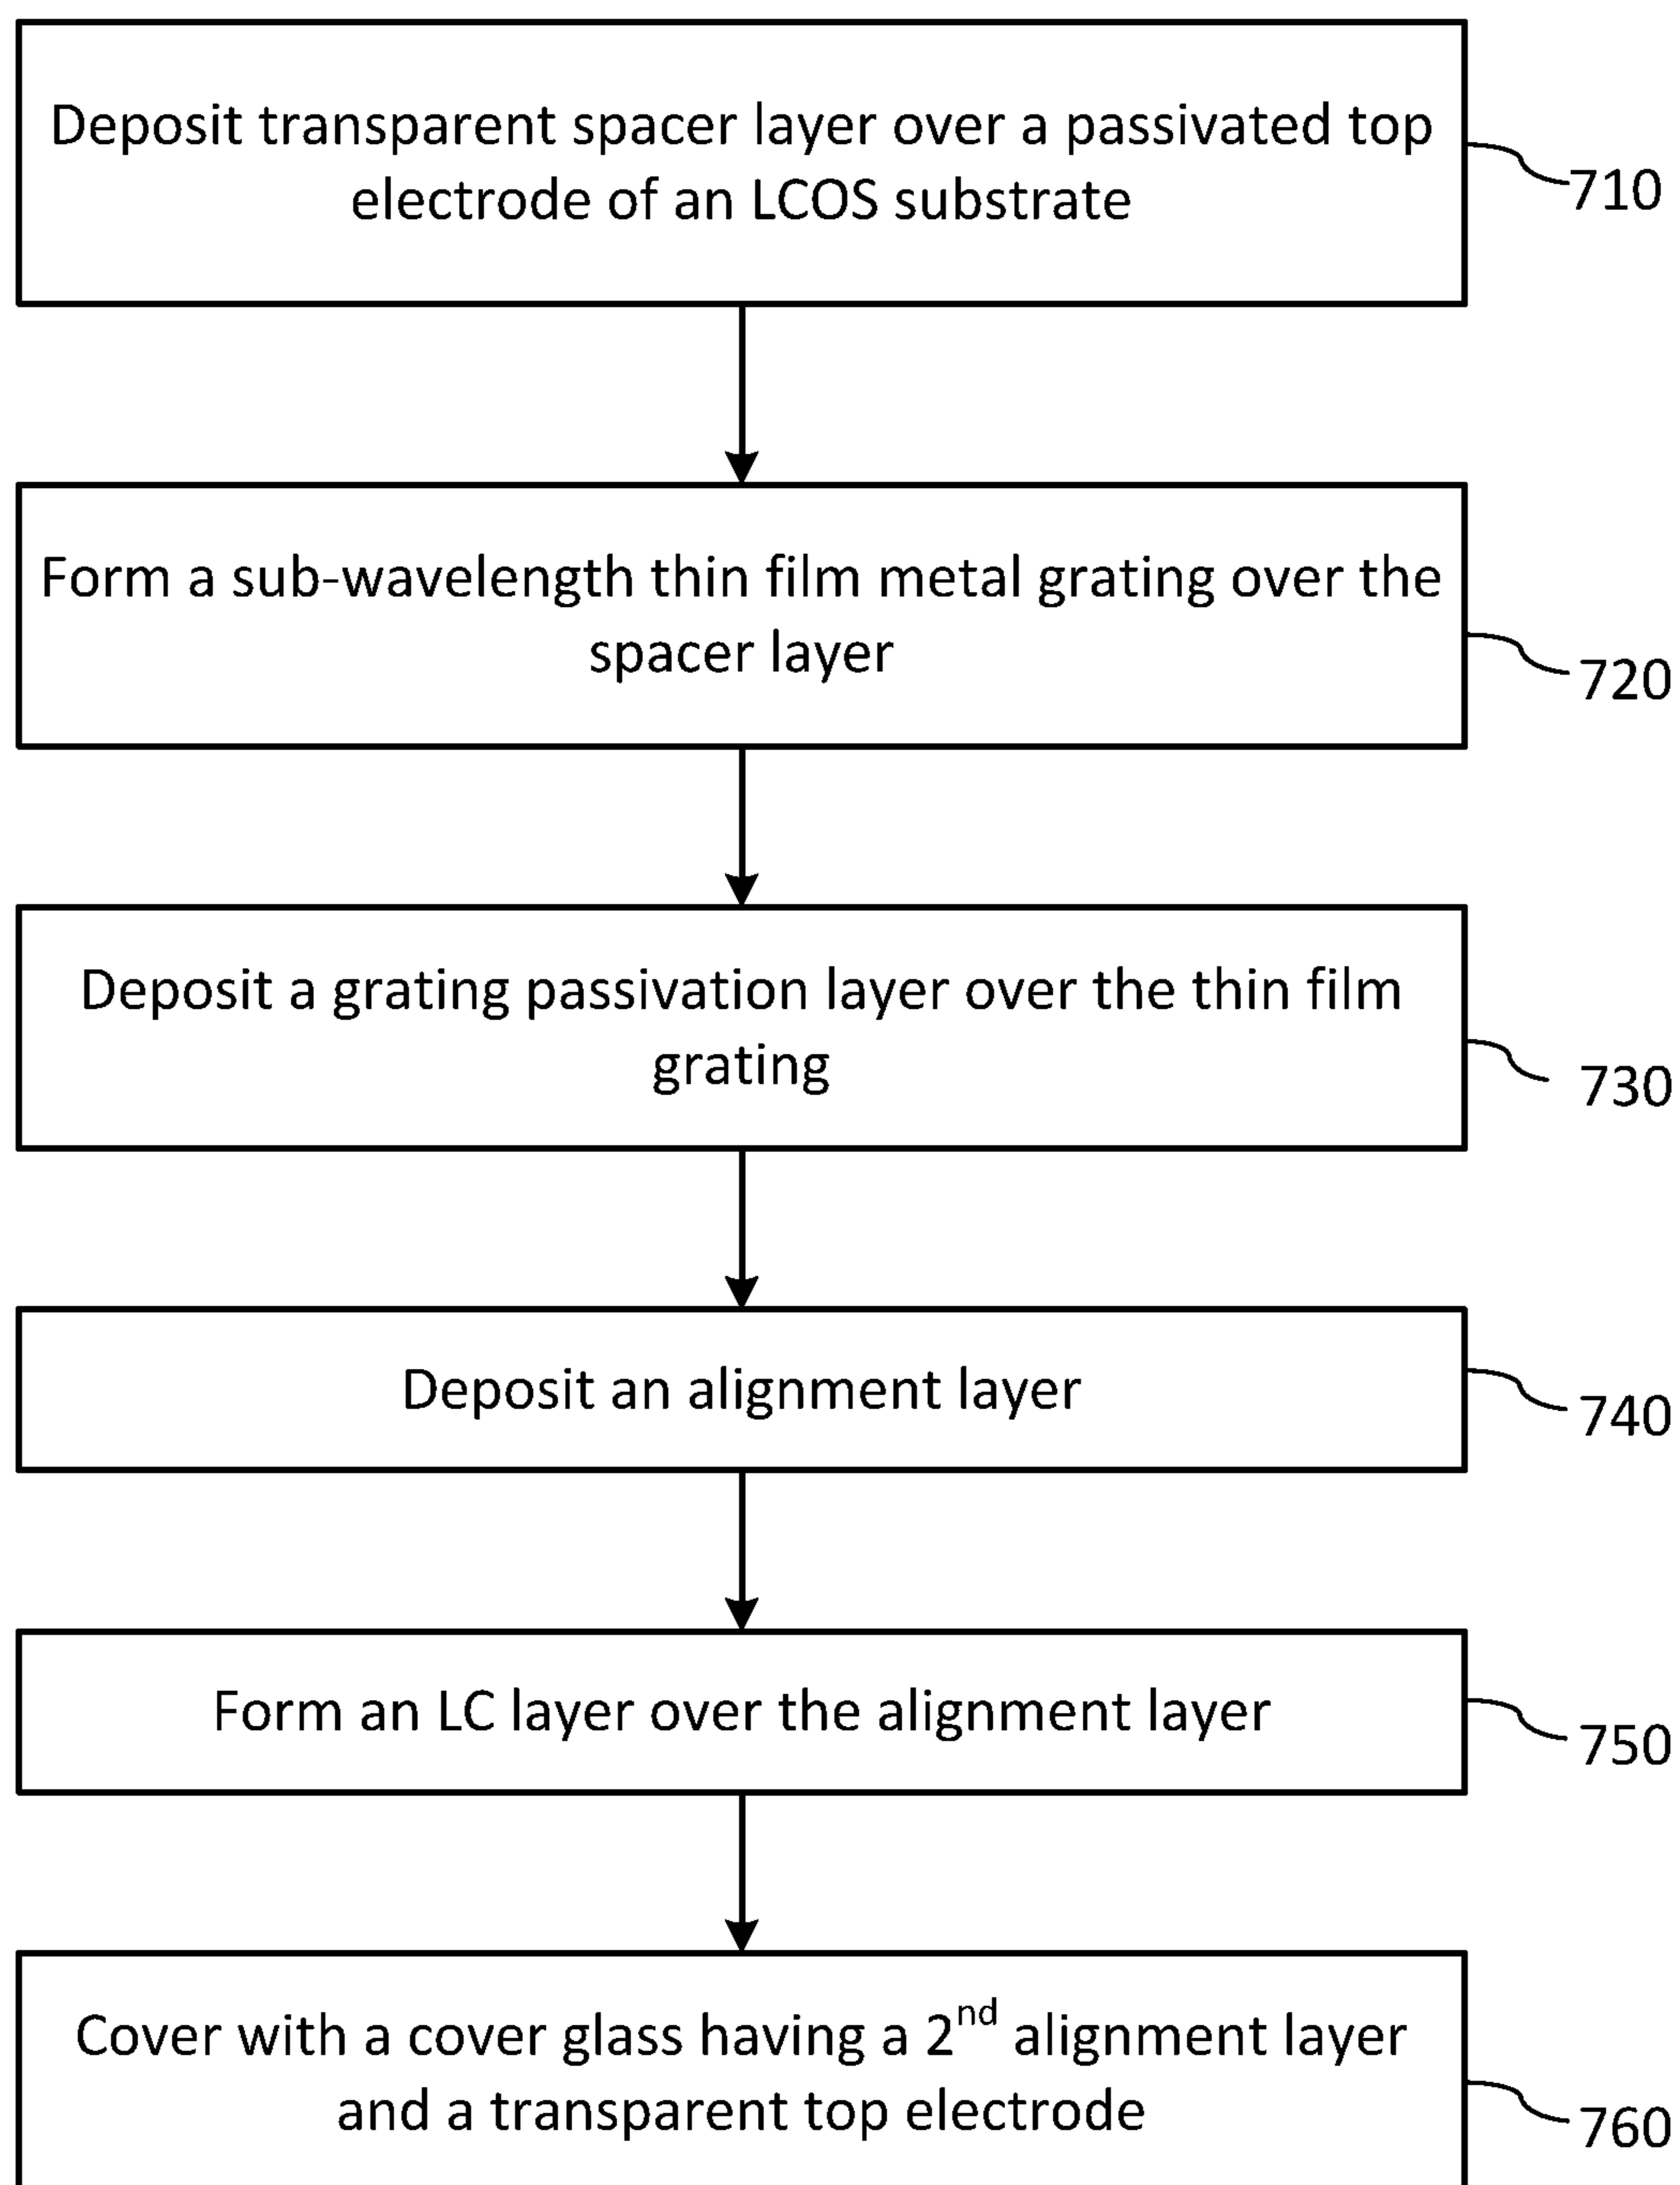 Deposit transparent spacer layer over a passivated top
electrode of an LCOS substrate
710
Form a sub-wavelength thin film metal grating over the
spacer layer
720
Deposit a grating passivation layer over the thin film
grating
730
Deposit an alignment layer
740
Form an LC layer over the alignment layer
750
Cover with a cover glass having a 2nd alignment layer
and a transparent top electrode
760